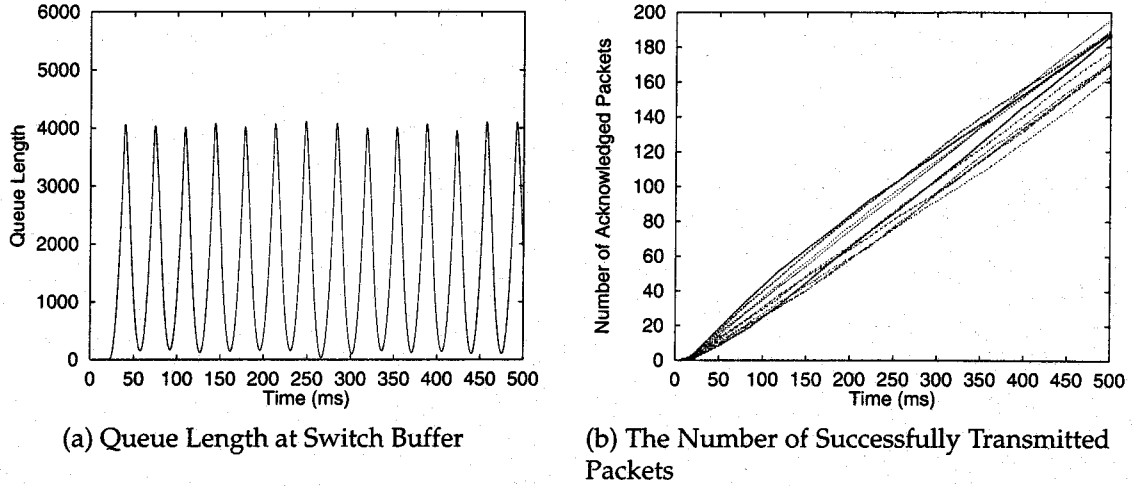 6000
5000
4000
3000
2000
1000
0
Queue Length
0 50 100 150 200 250 300 350 400 450 500
Time (ms)
(a) Queue Length at Switch Buffer
200
180
160
140
120
100
80
60
40
20
0
Number of Acknowledged Packets
0 50 100 150 200 250 300 350 400 450 500
Time (ms)
(b) The Number of Successfully Transmitted
Packets